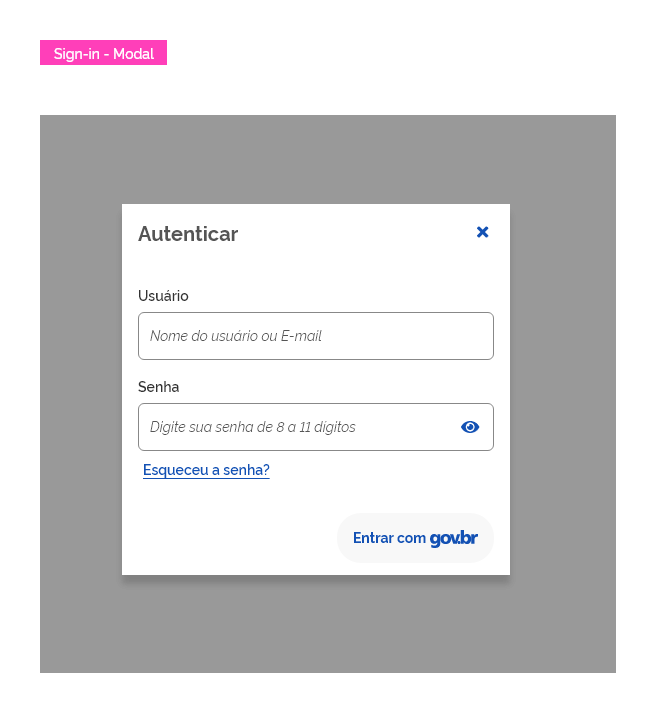 Sign-in - Modal
Autenticar
Usuário
Nome do usuário ou E-mail
Senha
Digite sua senha de 8 a 11 dígitos
Esqueceu a senha?
Entrar com gov.br